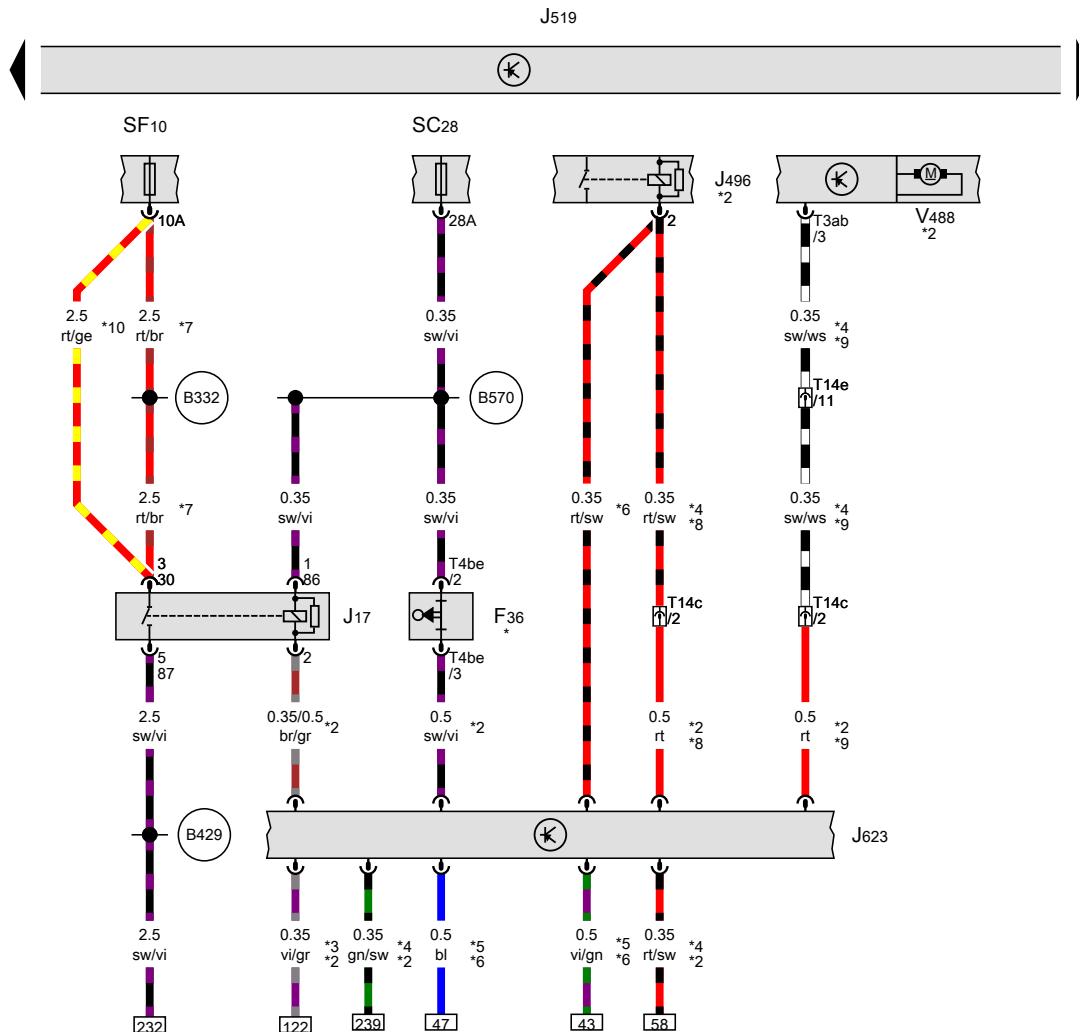 J519
SF10
SC28
J496
*2
M
V488
*2
10A
28A
2
T3ab
/3
2.5
rt/ge
*10
2.5
rt/br
*7
0.35
sw/vi
0.35
sw/ws
*4
*9
B332
B570
T14e
/11
2.5
rt/br
*7
0.35
sw/vi
0.35
sw/vi
0.35
rt/sw
*6
0.35
rt/sw
*4
*8
0.35
sw/ws
*4
*9
3
30
1
86
T4be
/2
J17
F36
*
T14c
/2
T14c
/2
5
87
2
T4be
/3
2.5
sw/vi
0.35/0.5
br/gr
*2
0.5
sw/vi
*2
0.5
rt
*2
*8
0.5
rt
*2
*9
B429
J623
2.5
sw/vi
0.35
vi/gr
*3
*2
0.35
gn/sw
*4
*2
0.5
bl
*5
*6
0.5
vi/gn
*5
*6
0.35
rt/sw
*4
*2
232
122
239
47
43
58